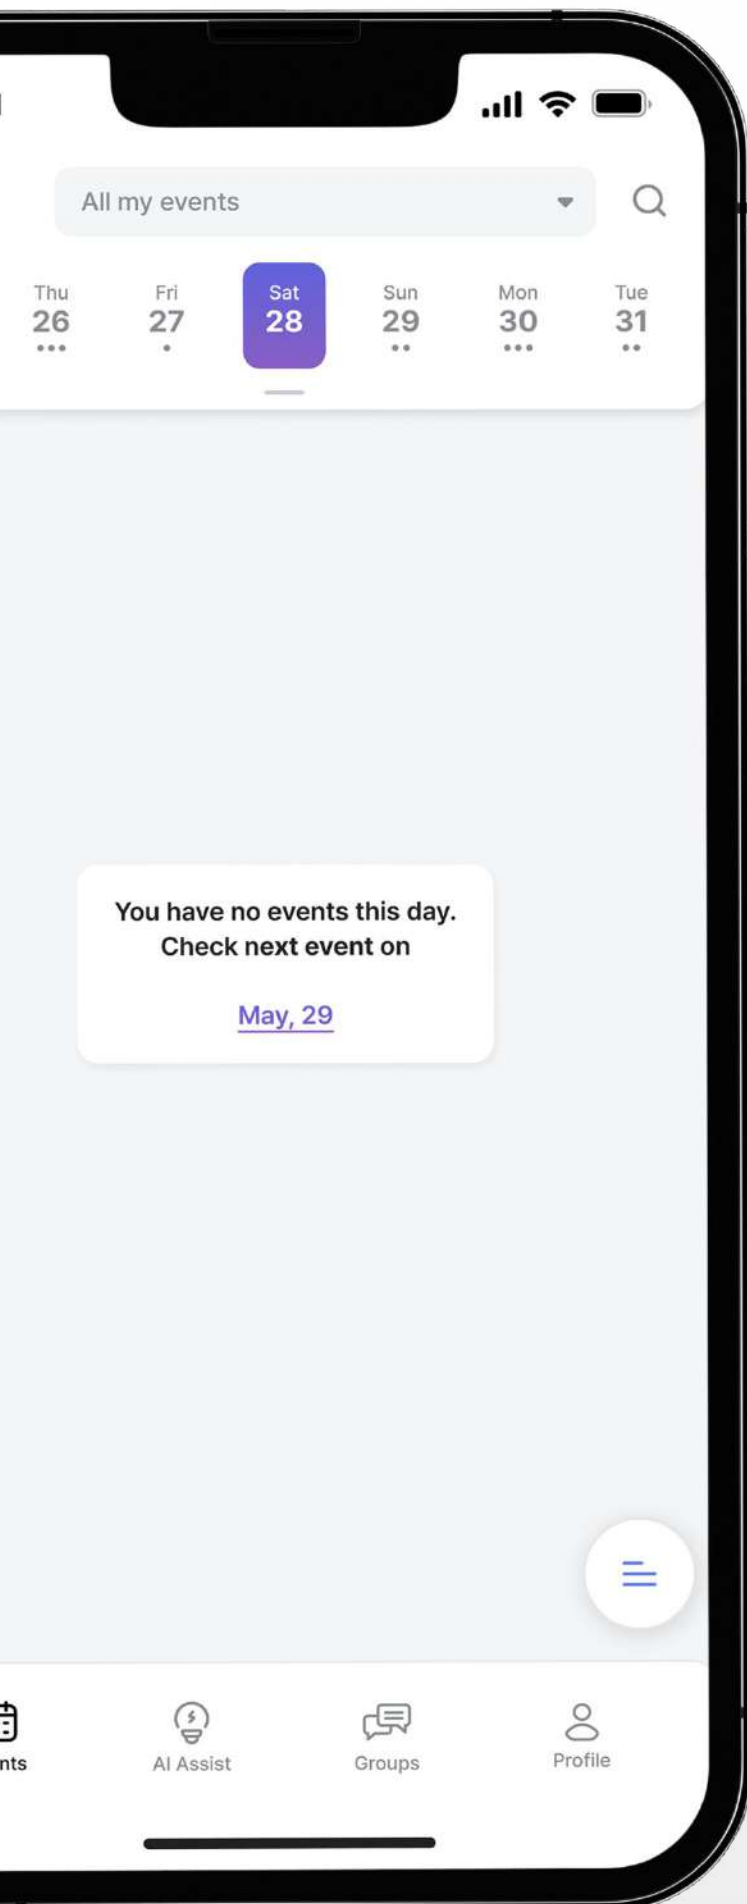 All my events
Thu Fri Sat Sun Mon Tue
26 27 28 29 30 31
You have no events this day.
Check next event on
May, 29
AI Assist Groups Profile